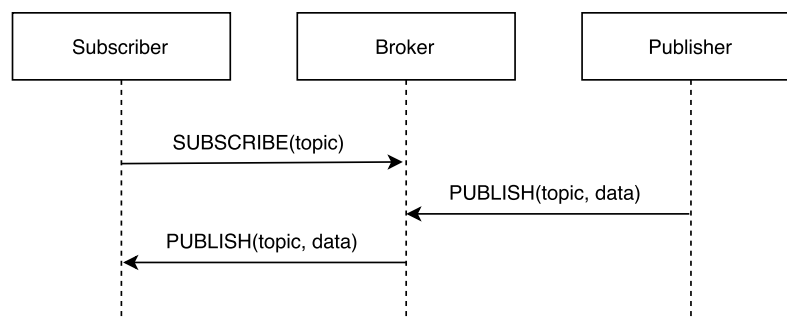 Subscriber
Broker
Publisher
SUBSCRIBE(topic)
PUBLISH(topic, data)
PUBLISH(topic, data)